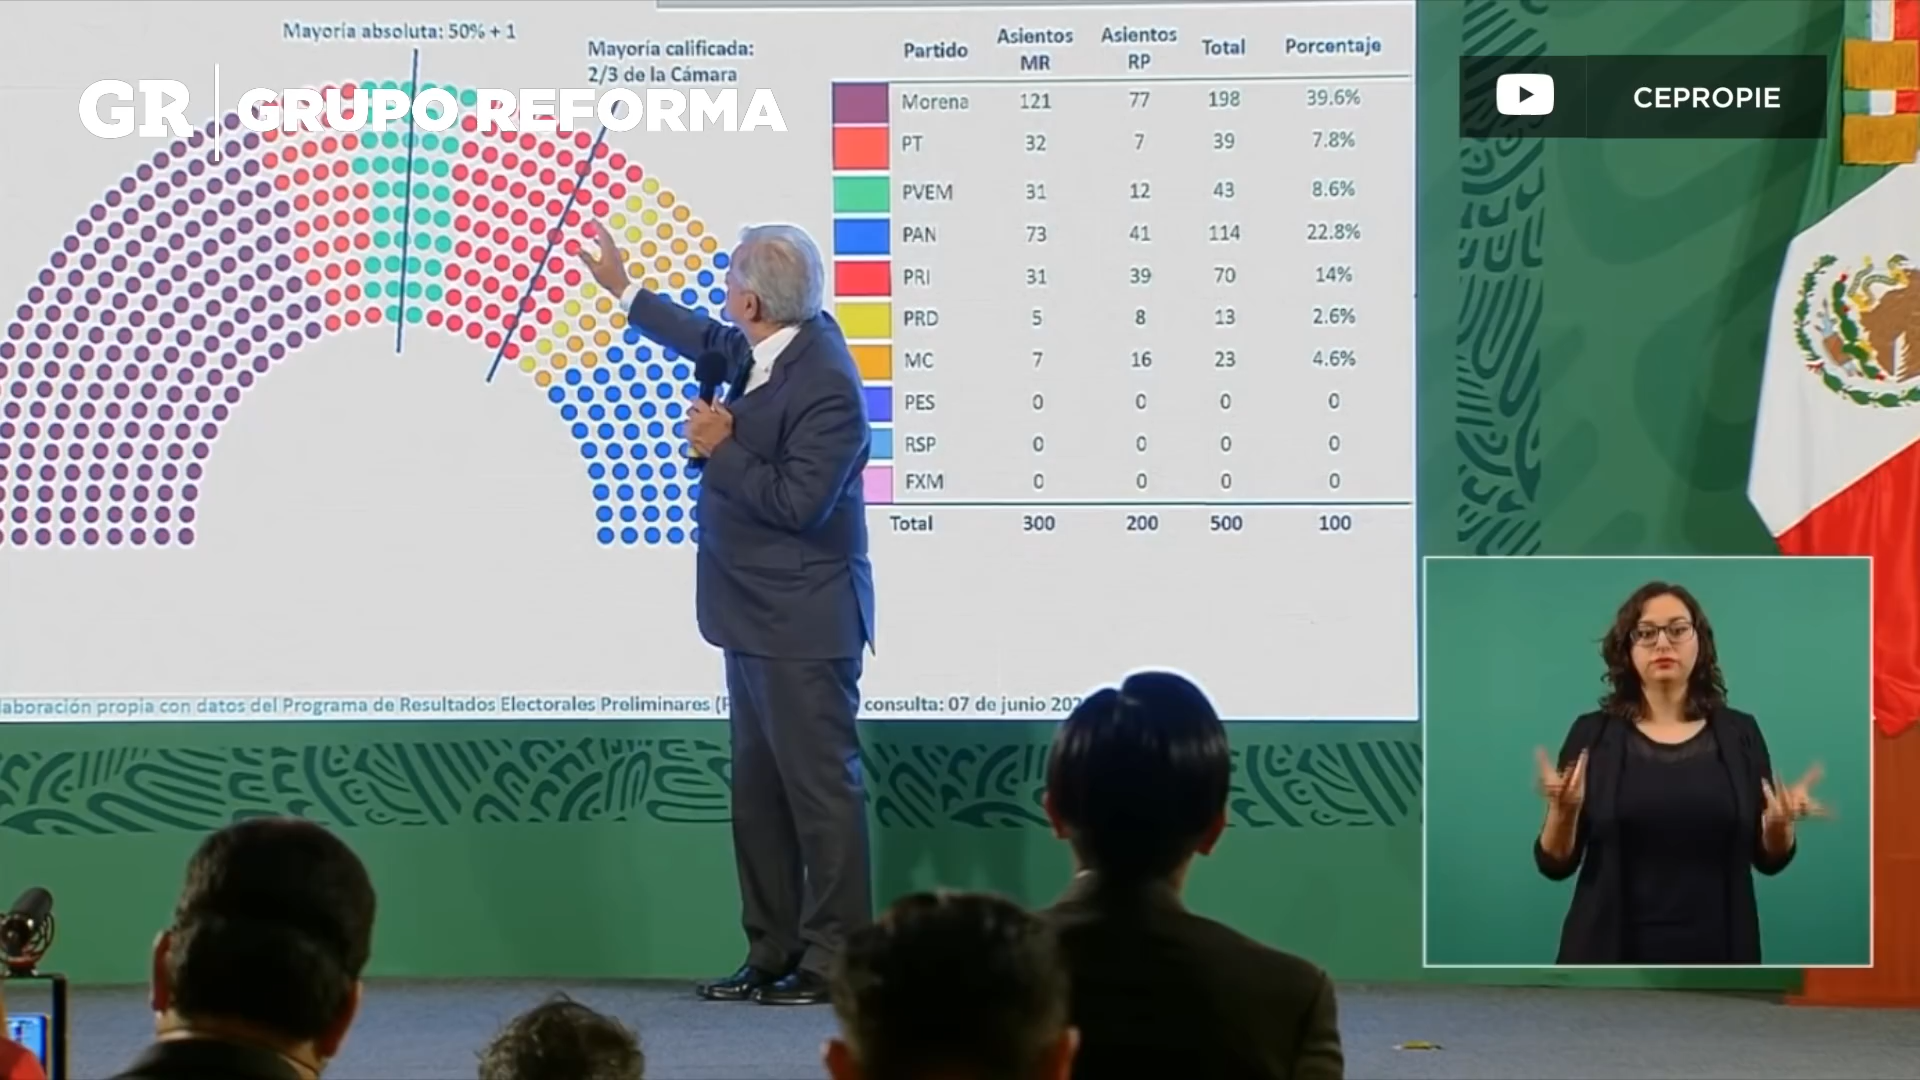 Mayoría absoluta: 50% + 1
Mayoría calificada:
2/3 de la Cámara
GR GRUPO REFORMA
CEPROPIE
Partido Asientos MR Asientos RP Total Porcentaje
Morena 121 77 198 39.6%
PT 32 7 39 7.8%
PVEM 31 12 43 8.6%
PAN 73 41 114 22.8%
PRI 31 39 70 14%
PRD 5 8 13 2.6%
MC 7 16 23 4.6%
PES 0 0 0 0
RSP 0 0 0 0
FXM 0 0 0 0
Total 300 200 500 100
laboración propia con datos del Programa de Resultados Electorales Preliminares ( consulta: 07 de junio 202